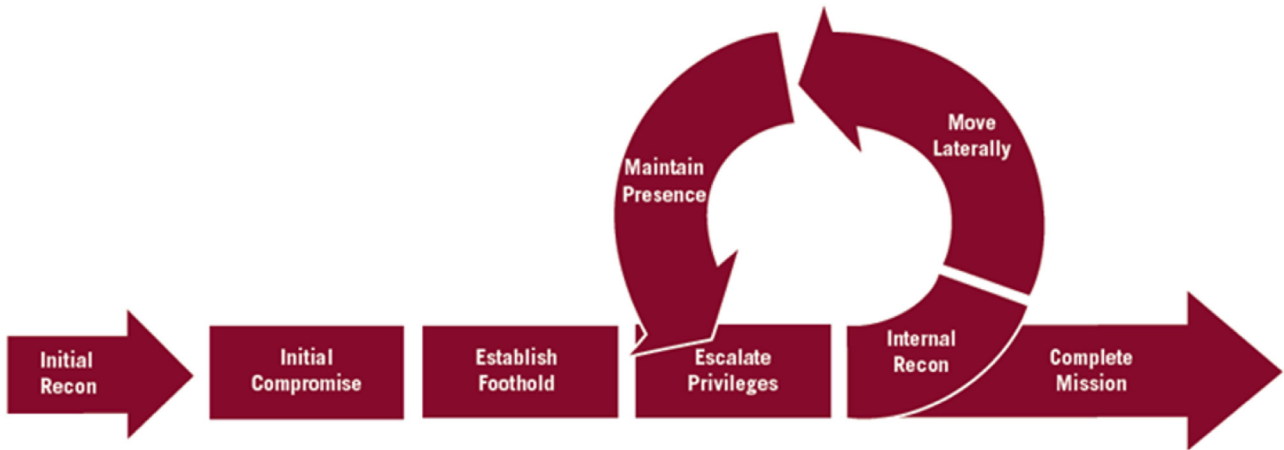 Initial
Recon
Initial
Compromise
Establish
Foothold
Escalate
Privileges
Internal
Recon
Move
Laterally
Maintain
Presence
Complete
Mission